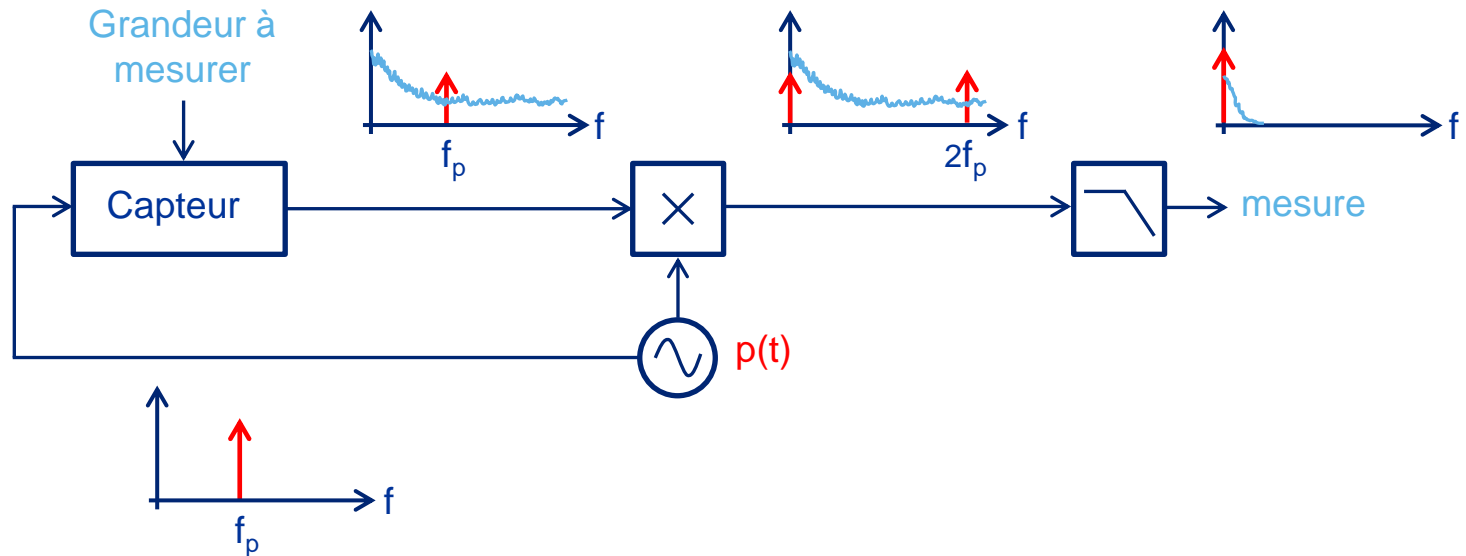 Grandeur à
mesurer
f
f
f
fp
2fp
Capteur
×
mesure
p(t)
f
fp